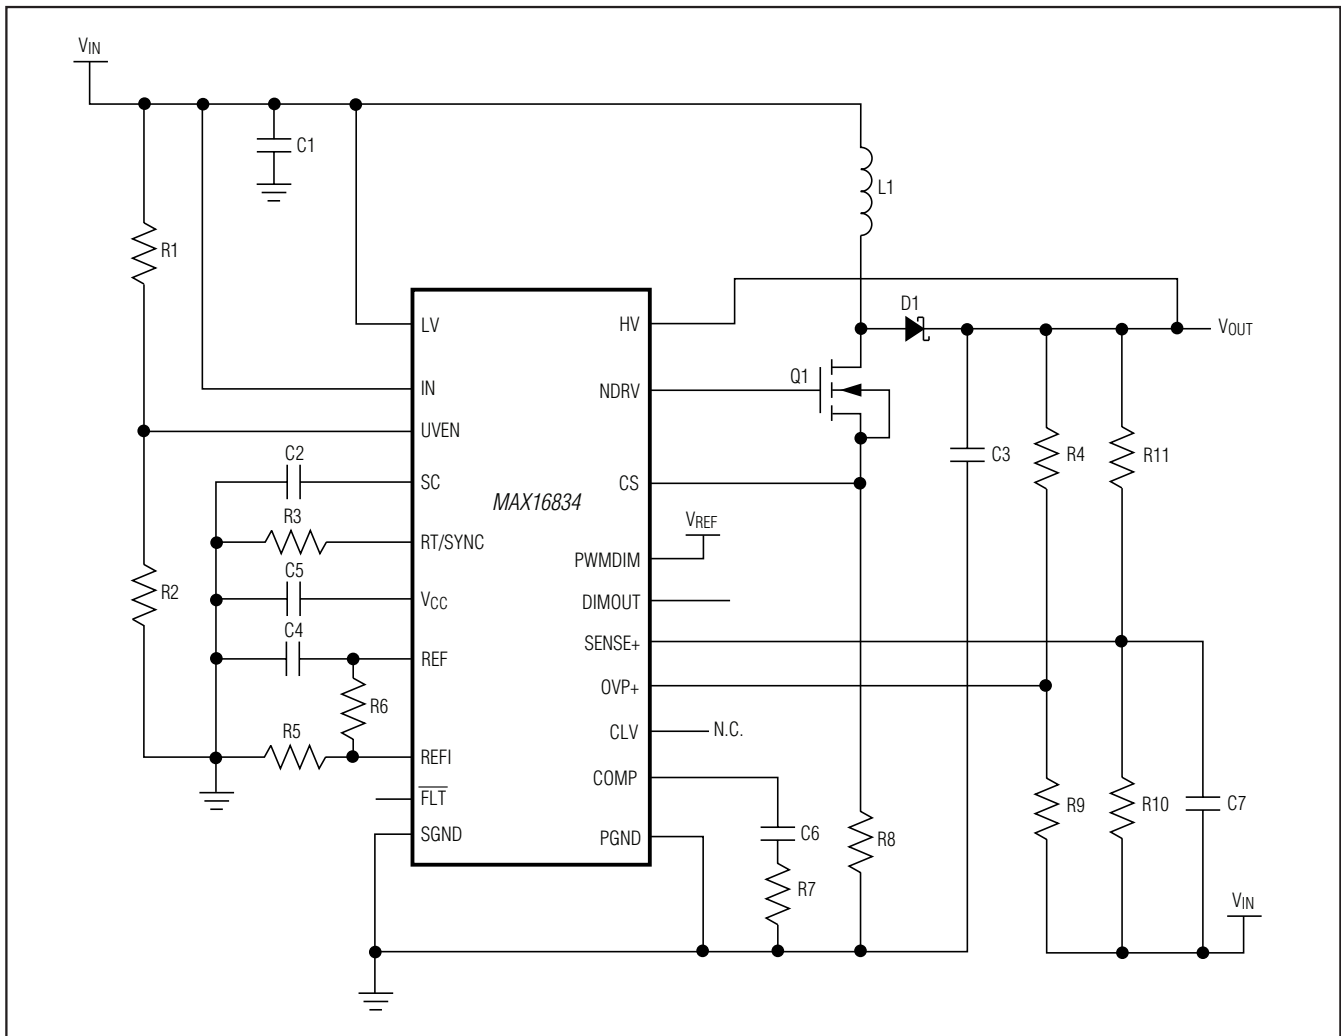 VIN
C1
L1
R1
D1
LV
HV
VOUT
IN
Q1
NDRV
UVEN
C2
SC
CS
C3
R4
R11
MAX16834
R3
VREF
RT/SYNC
PWMDIM
C5
R2
VCC
DIMOUT
C4
SENSE+
REF
OVP+
R6
R5
CLV
N.C.
REFI
COMP
FLT
R9
R10
C7
SGND
PGND
C6
R8
R7
VIN